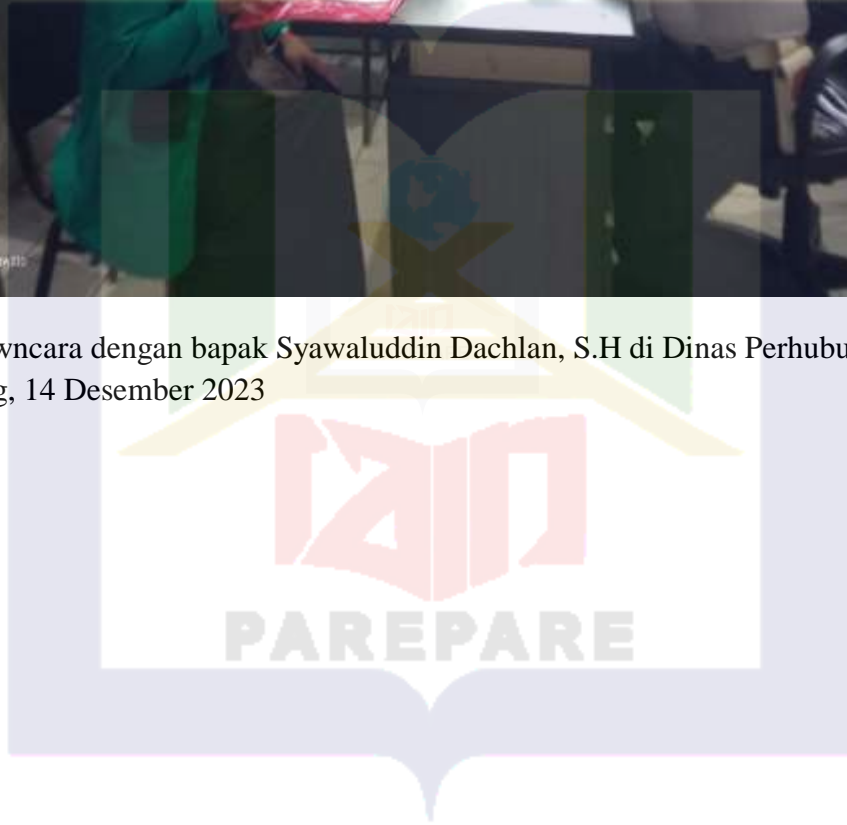 wncara dengan bapak Syawaluddin Dachlan, S.H di Dinas Perhubu
g, 14 Desember 2023
PAREPARE